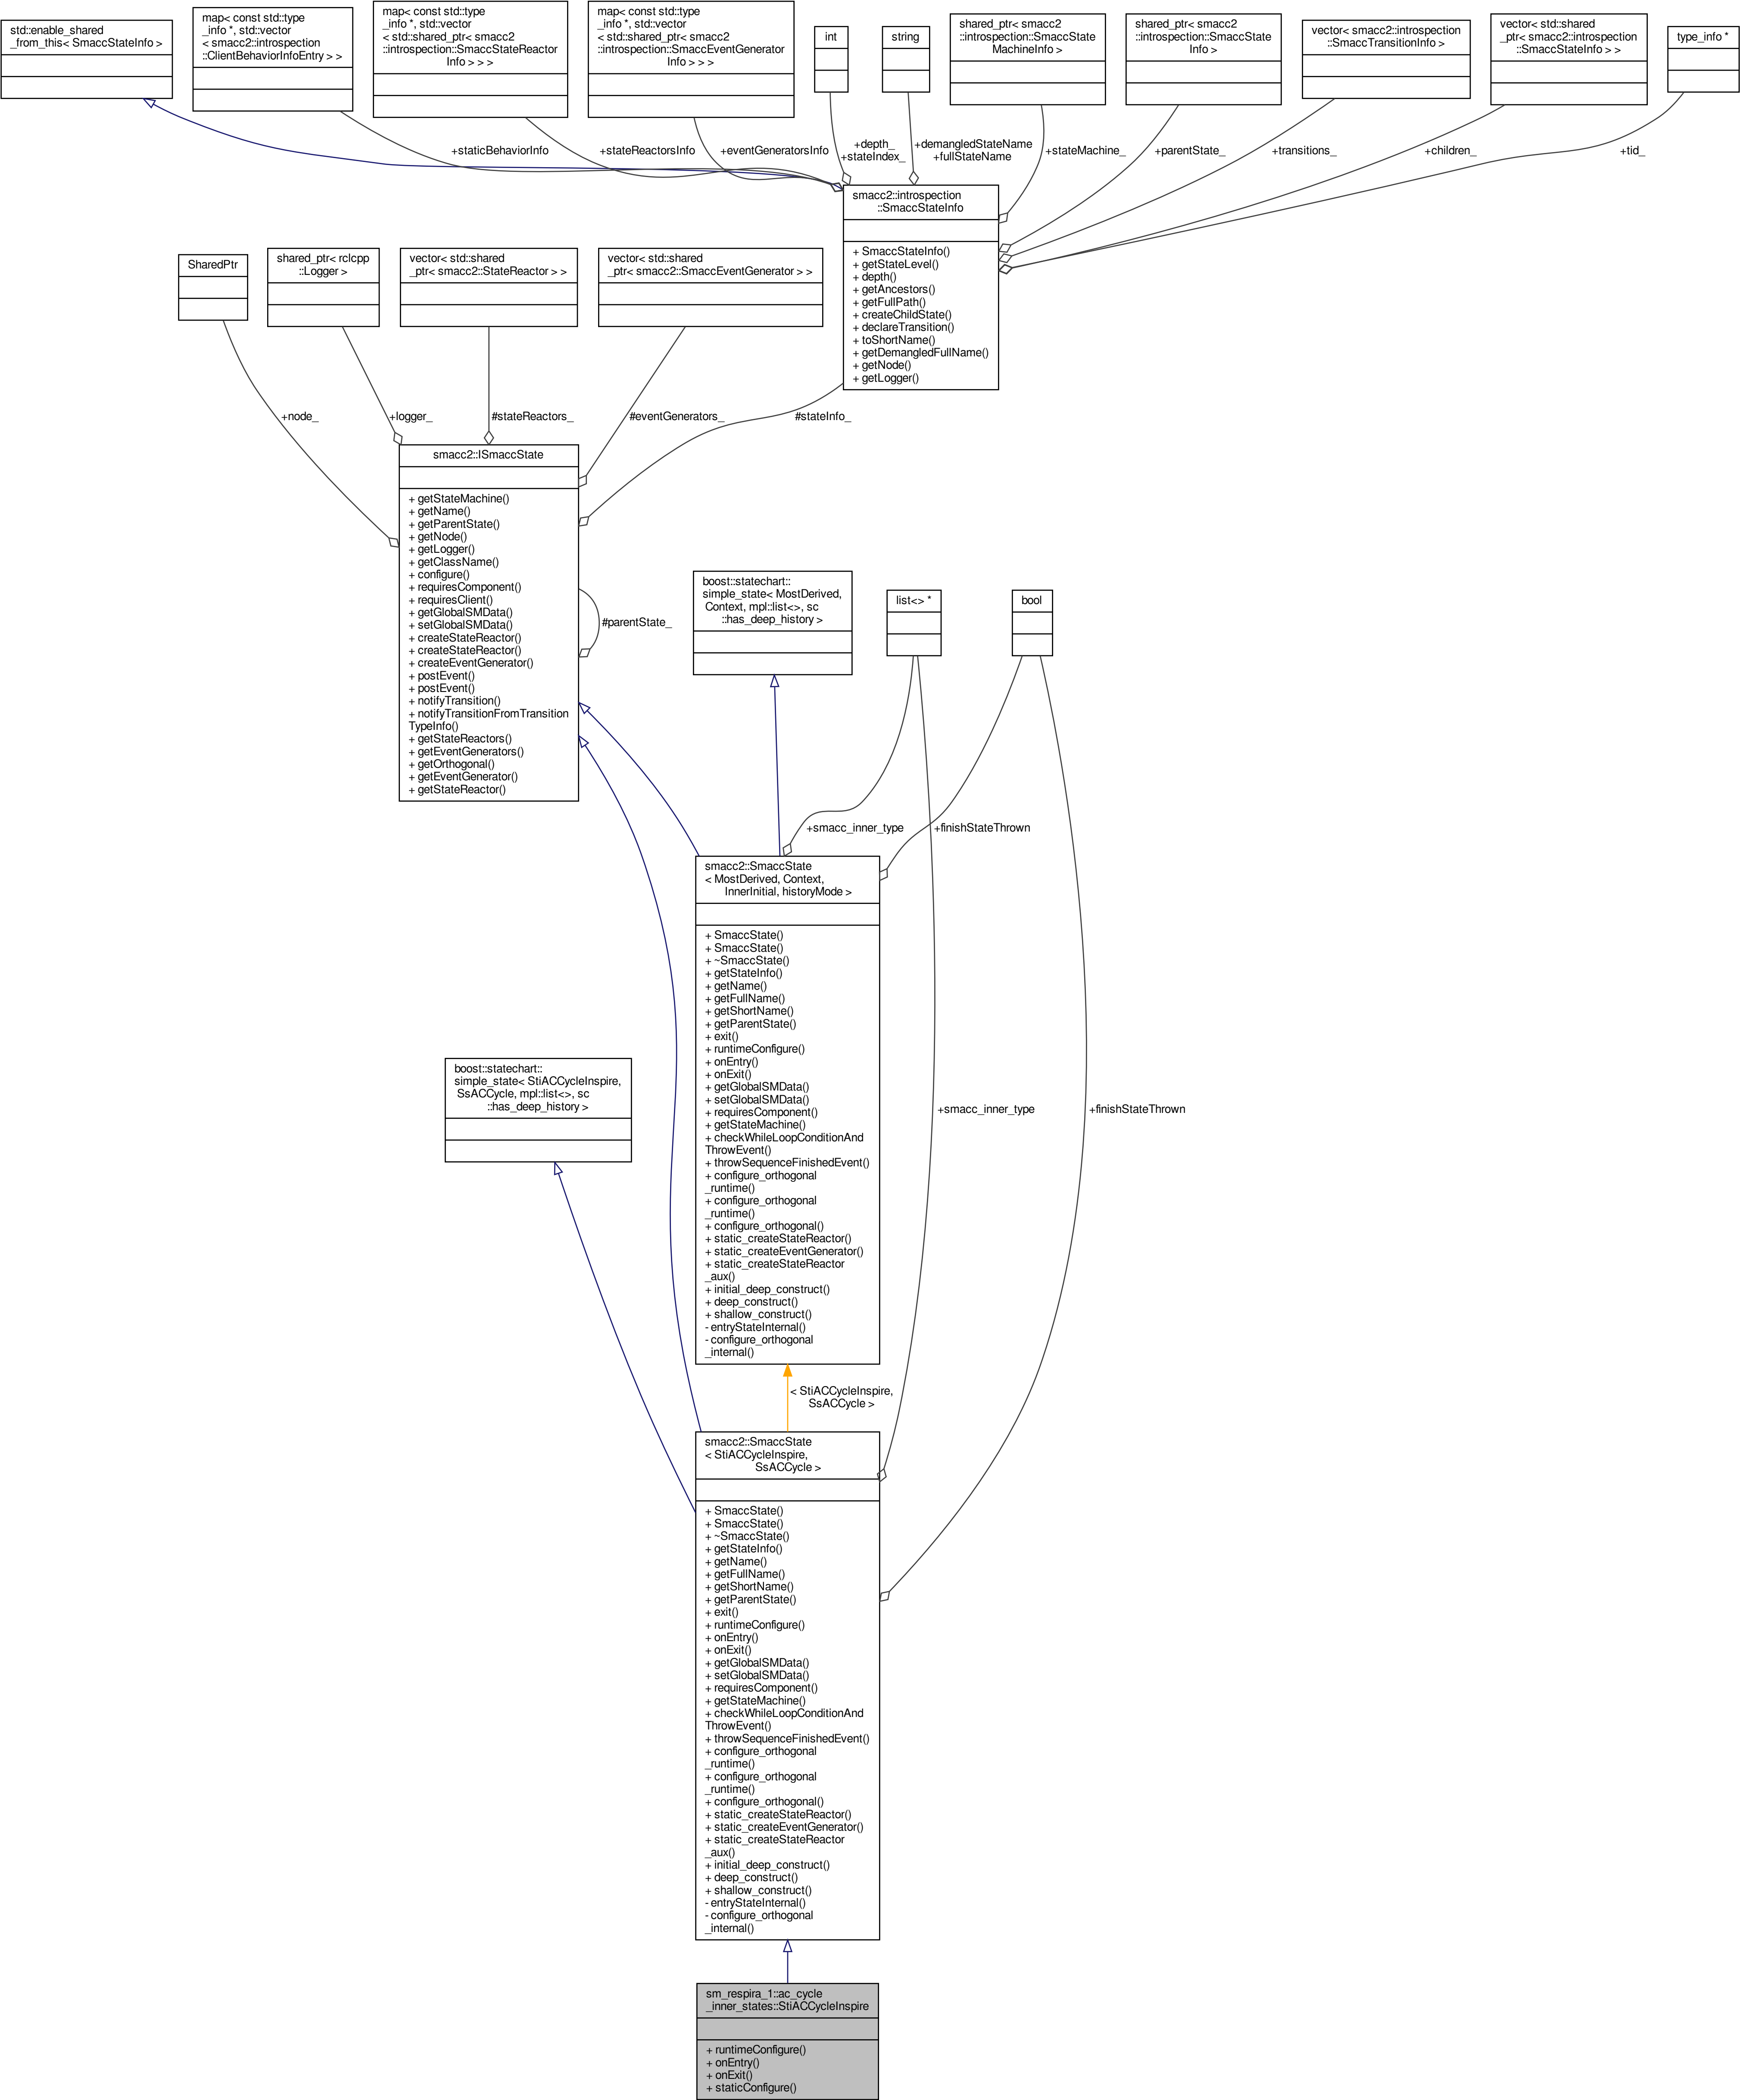 std::enable_shared
_from_this< SmaccStateInfo >
map< const std::type
_info *, std::vector
< smacc2::introspection
::ClientBehaviorInfoEntry > >
map< const std::type
_info *, std::vector
< std::shared_ptr< smacc2
::introspection::SmaccStateReactor
Info > > >
map< const std::type
_info *, std::vector
< std::shared_ptr< smacc2
::introspection::SmaccEventGenerator
Info > > >
int
string
shared_ptr< smacc2
::introspection::SmaccState
MachineInfo >
shared_ptr< smacc2
::introspection::SmaccState
Info >
vector< smacc2::introspection
::SmaccTransitionInfo >
vector< std::shared
_ptr< smacc2::introspection
::SmaccStateInfo > >
type_info *
+staticBehaviorInfo
+stateReactorsInfo
+eventGeneratorsInfo
+depth_
+stateIndex_
+demangledStateName
+fullStateName
+stateMachine_
+parentState_
+transitions_
+children_
+tid_
smacc2::introspection
::SmaccStateInfo
+ SmaccStateInfo()
+ getStateLevel()
+ depth()
+ getAncestors()
+ getFullPath()
+ createChildState()
+ declareTransition()
+ toShortName()
+ getDemangledFullName()
+ getNode()
+ getLogger()
SharedPtr
shared_ptr< rclcpp
::Logger >
vector< std::shared
_ptr< smacc2::StateReactor > >
vector< std::shared
_ptr< smacc2::SmaccEventGenerator > >
+node_
+logger_
#stateReactors_
#eventGenerators_
#stateInfo_
smacc2::ISmaccState
+ getStateMachine()
+ getName()
+ getParentState()
+ getNode()
+ getLogger()
+ getClassName()
+ configure()
+ requiresComponent()
+ requiresClient()
+ getGlobalSMData()
+ setGlobalSMData()
+ createStateReactor()
+ createStateReactor()
+ createEventGenerator()
+ postEvent()
+ postEvent()
+ notifyTransition()
+ notifyTransitionFromTransition
TypeInfo()
+ getStateReactors()
+ getEventGenerators()
+ getOrthogonal()
+ getEventGenerator()
+ getStateReactor()
#parentState_
boost::statechart::
simple_state< MostDerived,
Context, mpl::list<>, sc
::has_deep_history >
list<> *
bool
+smacc_inner_type
+finishStateThrown
smacc2::SmaccState
< MostDerived, Context,
InnerInitial, historyMode >
+ SmaccState()
+ SmaccState()
+ ~SmaccState()
+ getStateInfo()
+ getName()
+ getFullName()
+ getShortName()
+ getParentState()
+ exit()
+ runtimeConfigure()
+ onEntry()
+ onExit()
+ getGlobalSMData()
+ setGlobalSMData()
+ requiresComponent()
+ getStateMachine()
+ checkWhileLoopConditionAnd
ThrowEvent()
+ throwSequenceFinishedEvent()
+ configure_orthogonal
_runtime()
+ configure_orthogonal
_runtime()
+ configure_orthogonal()
+ static_createStateReactor()
+ static_createEventGenerator()
+ static_createStateReactor
_aux()
+ initial_deep_construct()
+ deep_construct()
+ shallow_construct()
- entryStateInternal()
- configure_orthogonal
_internal()
boost::statechart::
simple_state< StiACCycleInspire,
SsACCycle, mpl::list<>, sc
::has_deep_history >
+smacc_inner_type
+finishStateThrown
< StiACCycleInspire,
SsACCycle >
smacc2::SmaccState
< StiACCycleInspire,
SsACCycle >
+ SmaccState()
+ SmaccState()
+ ~SmaccState()
+ getStateInfo()
+ getName()
+ getFullName()
+ getShortName()
+ getParentState()
+ exit()
+ runtimeConfigure()
+ onEntry()
+ onExit()
+ getGlobalSMData()
+ setGlobalSMData()
+ requiresComponent()
+ getStateMachine()
+ checkWhileLoopConditionAnd
ThrowEvent()
+ throwSequenceFinishedEvent()
+ configure_orthogonal
_runtime()
+ configure_orthogonal
_runtime()
+ configure_orthogonal()
+ static_createStateReactor()
+ static_createEventGenerator()
+ static_createStateReactor
_aux()
+ initial_deep_construct()
+ deep_construct()
+ shallow_construct()
- entryStateInternal()
- configure_orthogonal
_internal()
sm_respira_1::ac_cycle
_inner_states::StiACCycleInspire
+ runtimeConfigure()
+ onEntry()
+ onExit()
+ staticConfigure()